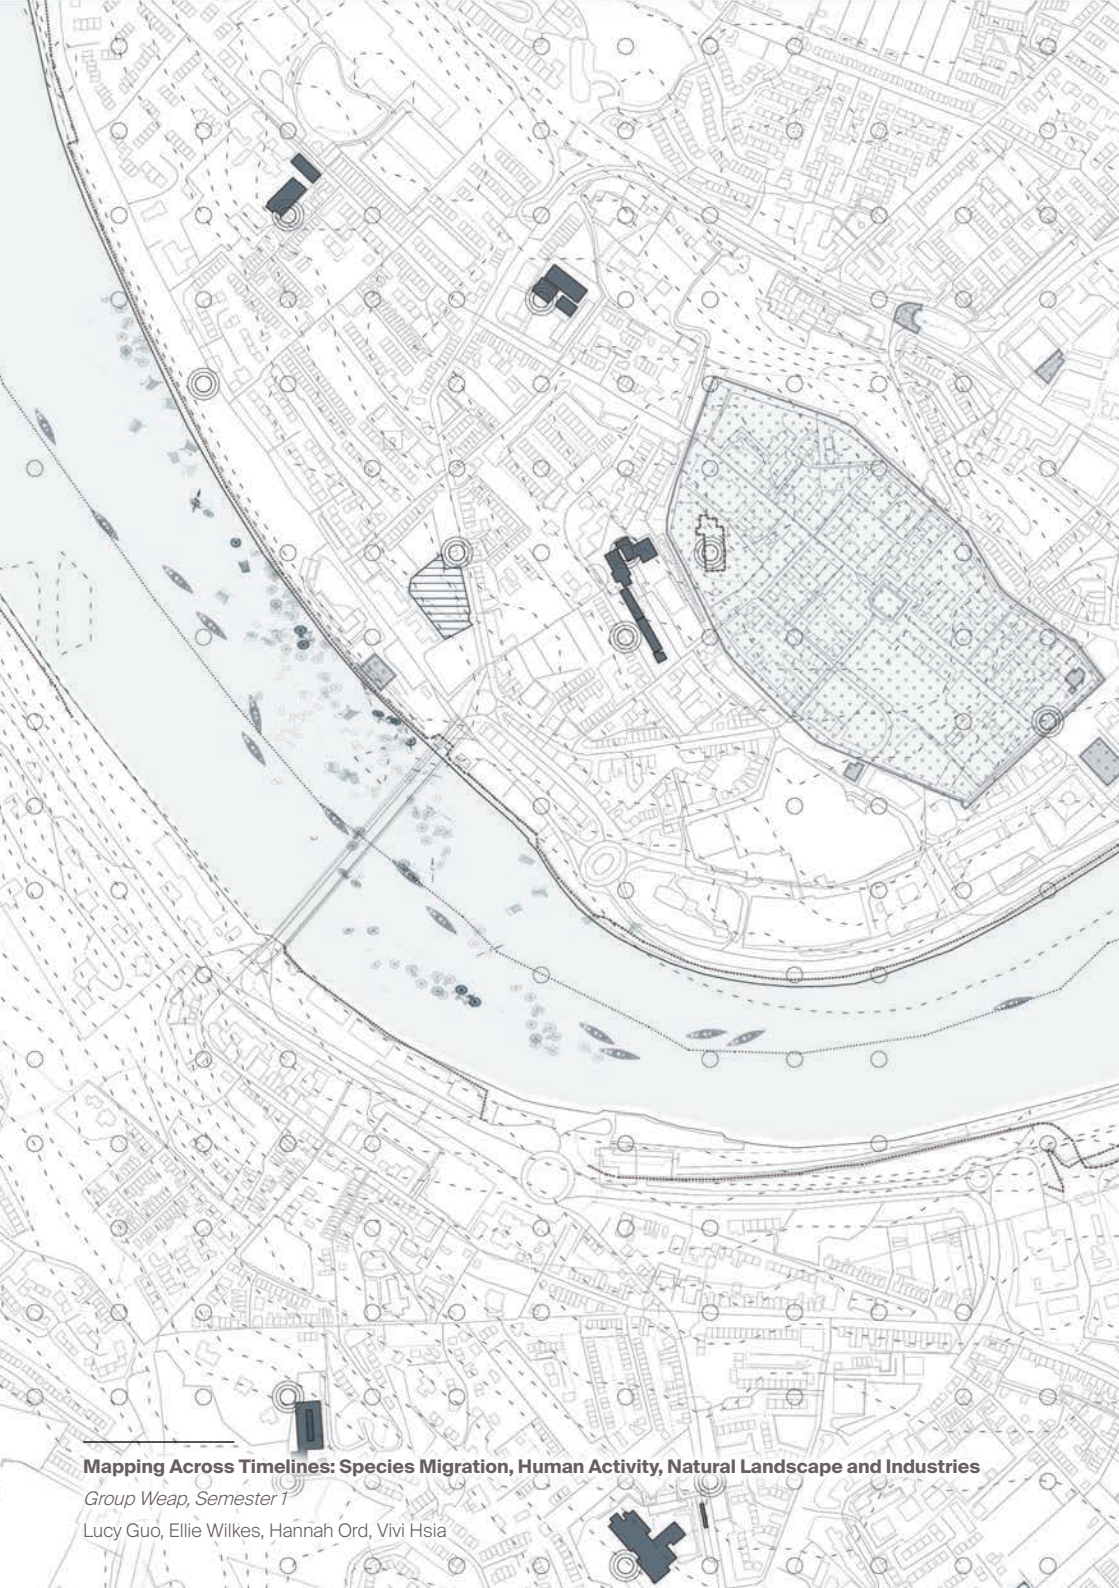 Mapping Across Timelines: Species Migration, Human Activity, Natural Landscape and Industries
Group Weap, Semester 1
Lucy Guo, Ellie Wilkes, Hannah Ord, Vivi Hsia